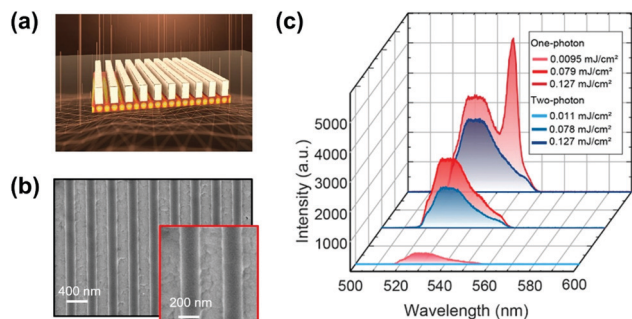 (a)
(b)
400 nm
200 nm
(c)
One-photon
0.0095 mJ/cm²
0.079 mJ/cm²
0.127 mJ/cm²
Two-photon
0.011 mJ/cm²
0.078 mJ/cm²
0.127 mJ/cm²
Intensity (a.u.)
5000
4000
3000
2000
1000
500
520
540
560
580
600
Wavelength (nm)